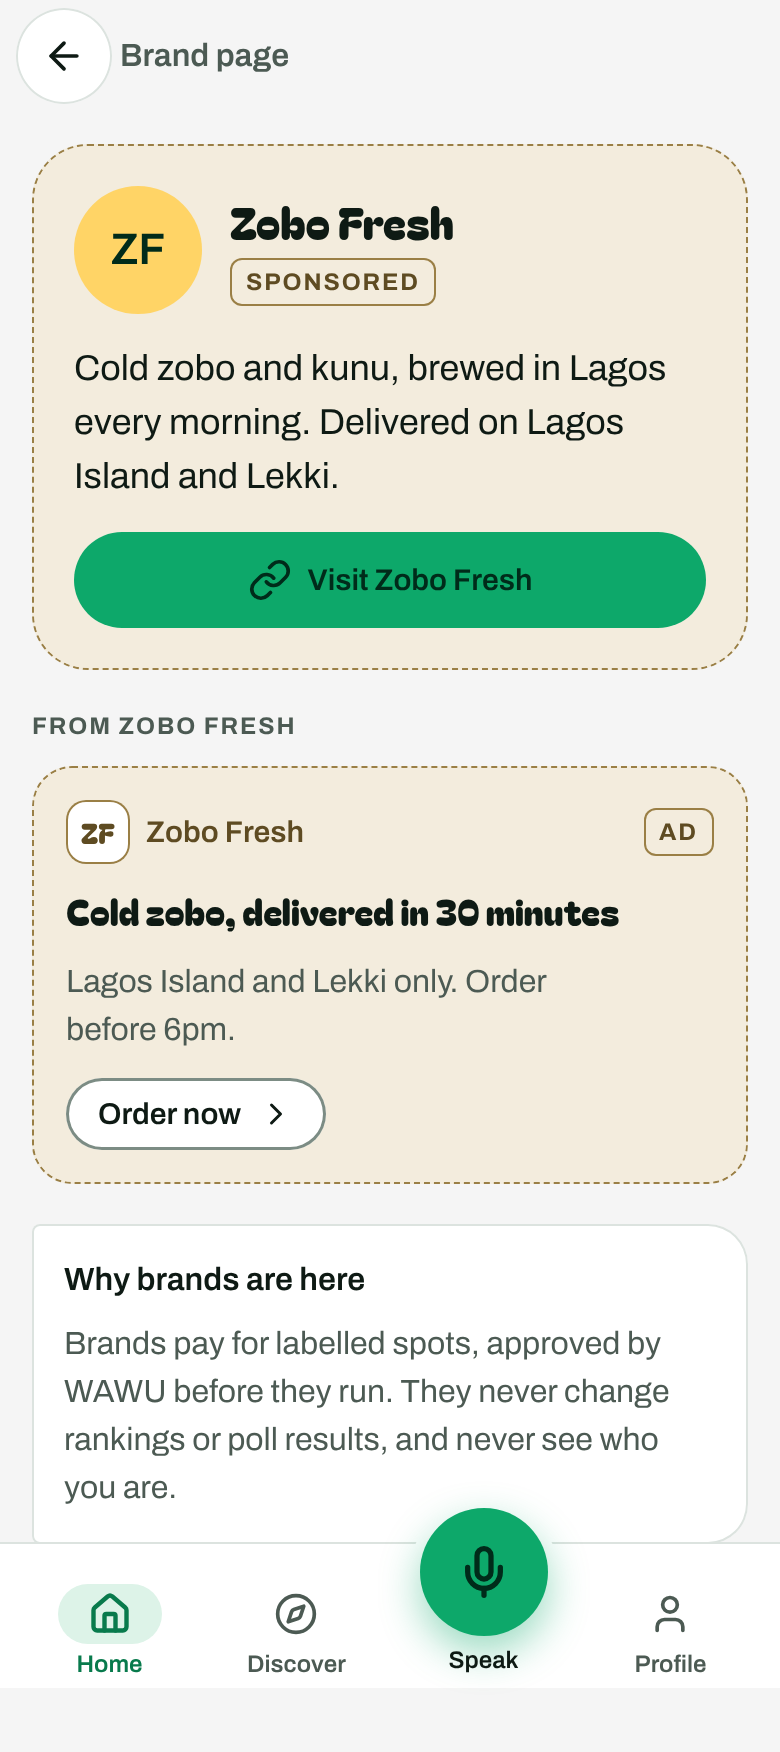 Brand page
ZF
Zobo Fresh
SPONSORED
Cold zobo and kunu, brewed in Lagos
every morning. Delivered on Lagos
Island and Lekki.
Visit Zobo Fresh
FROM ZOBO FRESH
ZF
Zobo Fresh
AD
Cold zobo, delivered in 30 minutes
Lagos Island and Lekki only. Order
before 6pm.
Order now
Why brands are here
Brands pay for labelled spots, approved by
WAWU before they run. They never change
rankings or poll results, and never see who
you are.
Home
Discover
Speak
Profile